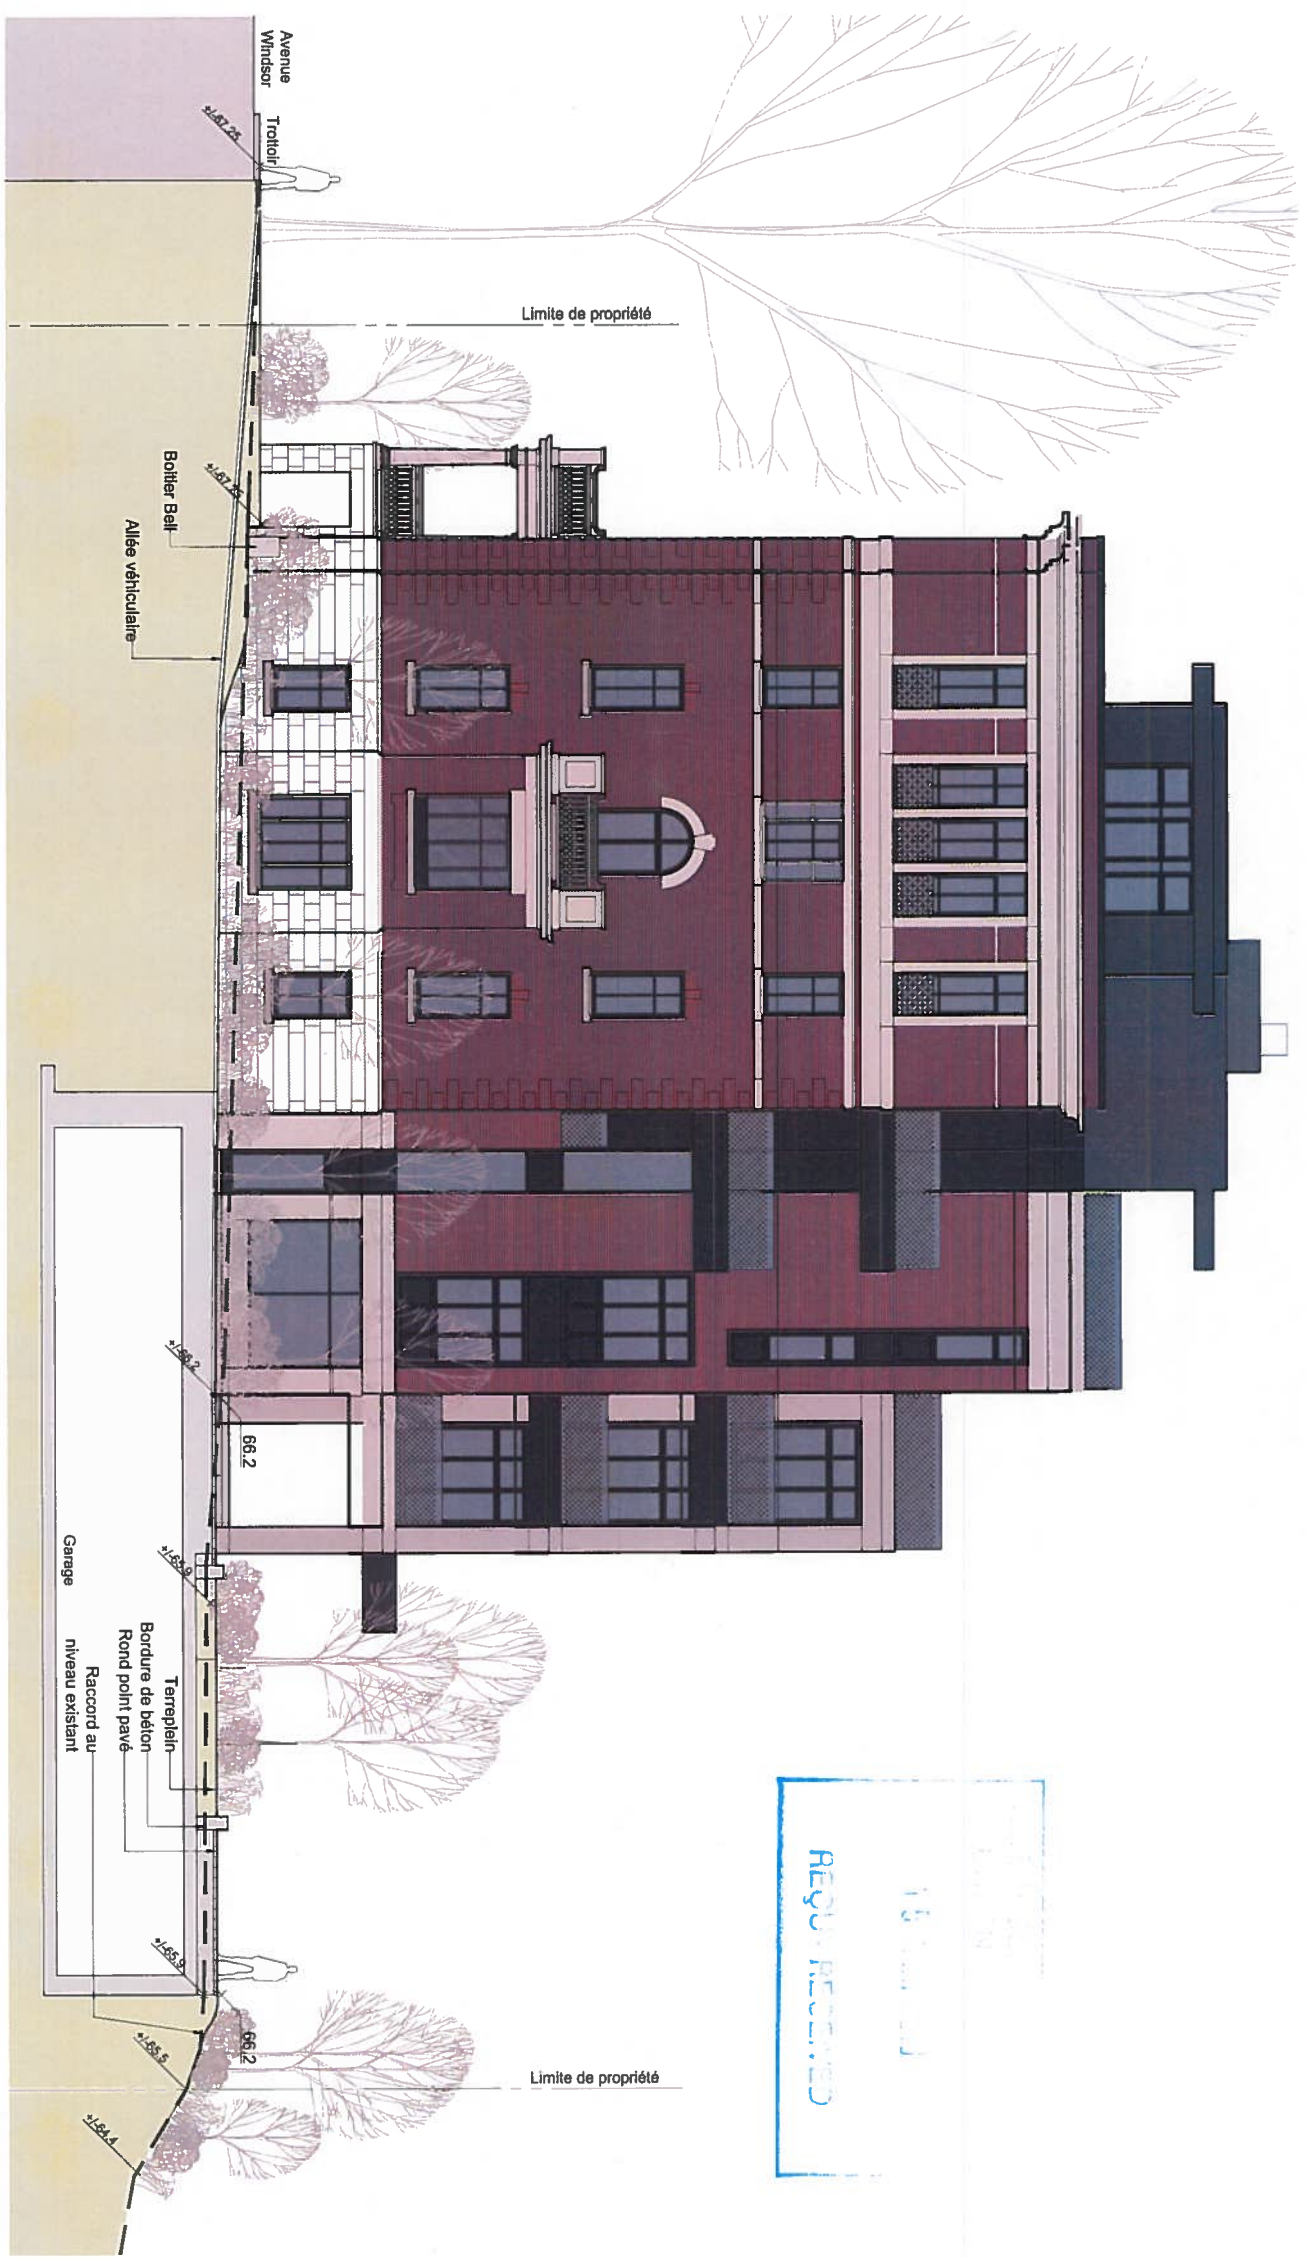 Avenue
Windsor
Trottoir
+/-67.25
Limite de propriété
+/-67.25
Boitier Bell
Allée véhiculaire
+/-66.2
66.2
+/-65.9
Garage
Terreplein
Bordure de béton
Rond point pavé
Raccord au
niveau existant
+/-65.9
66.2
+/-65.5
Limite de propriété
+/-64.4
REÇU - RECEIVED